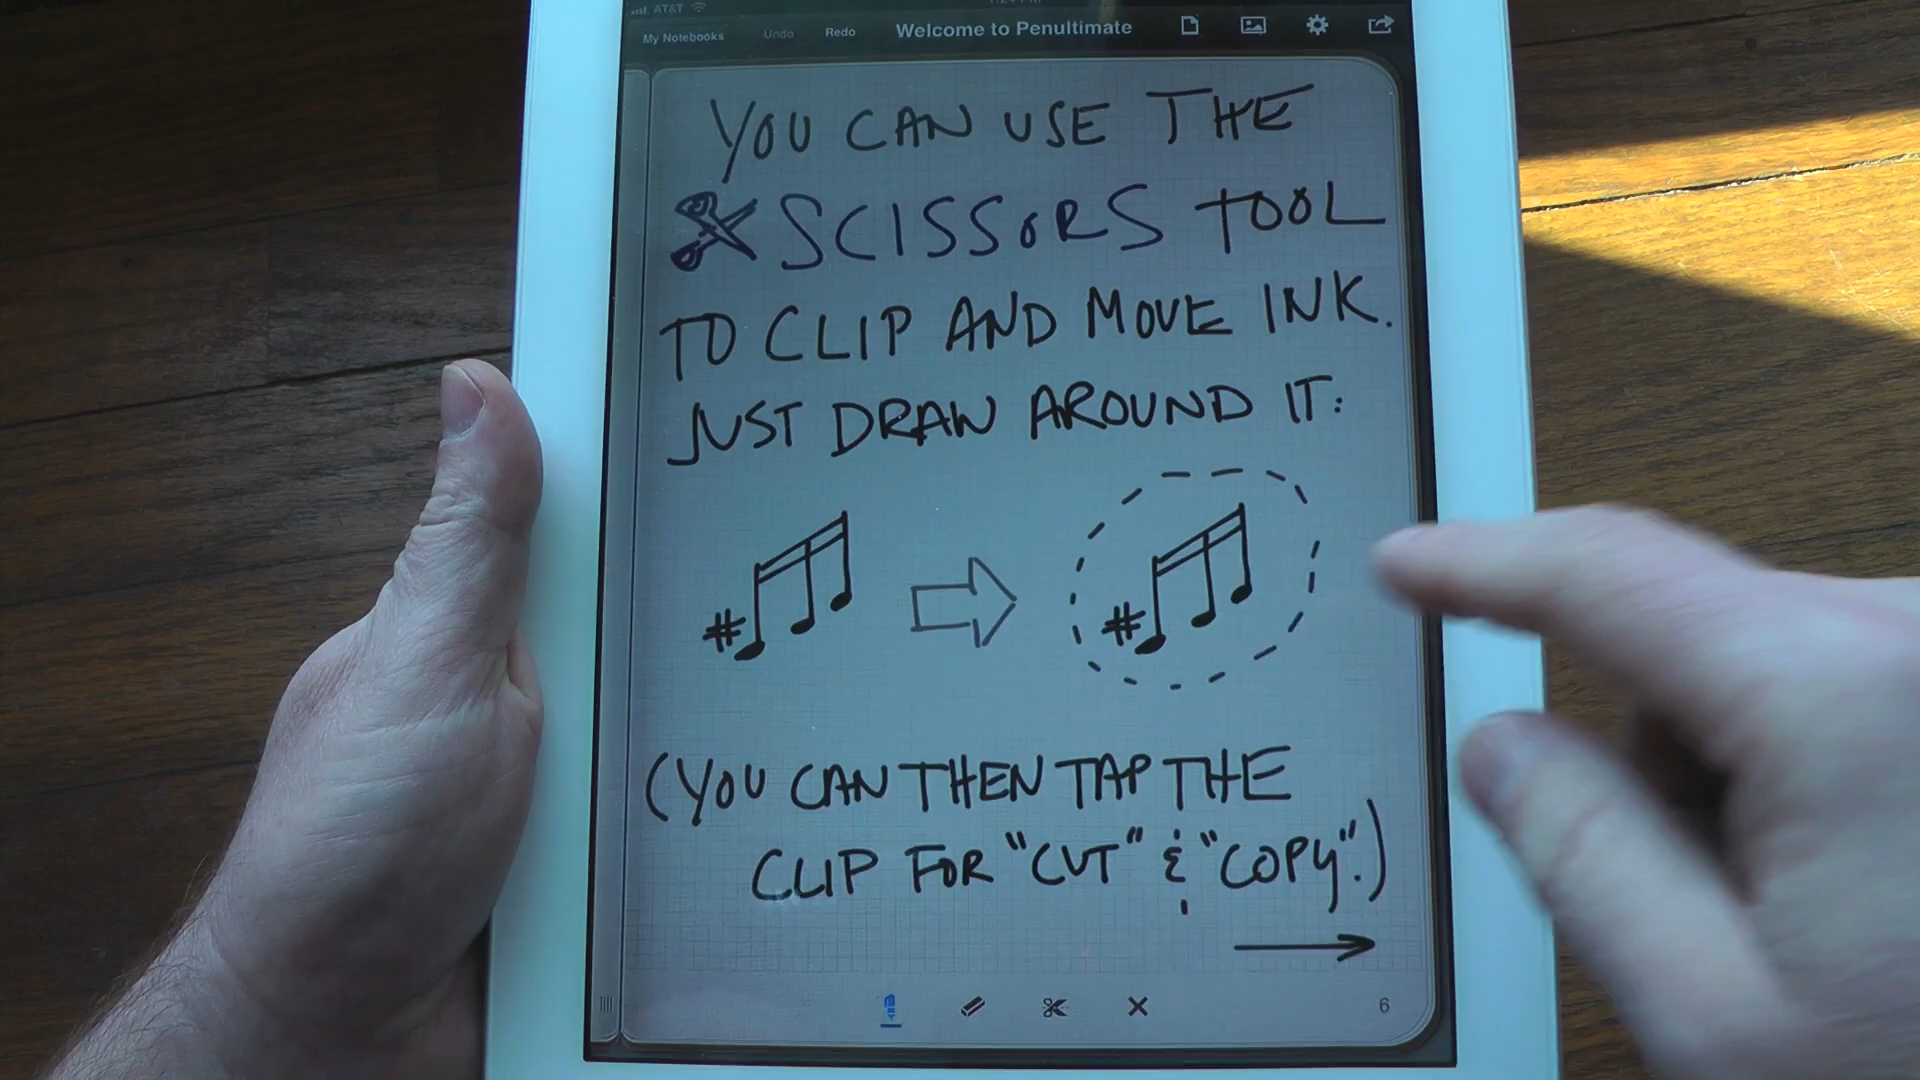 AT&T
My Notebooks Undo Redo Welcome to Penultimate
YOU CAN USE THE
SCISSORS TOOL
TO CLIP AND MOVE INK.
JUST DRAW AROUND IT:
#
#
(YOU CAN THEN TAP THE
CLIP FOR "CUT" & "COPY".)
6